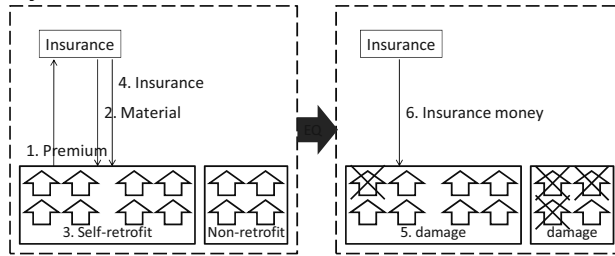 Insurance
4. Insurance
2. Material
1. Premium
3. Self-retrofit
Non-retrofit
EQ
Insurance
6. Insurance money
5. damage
damage